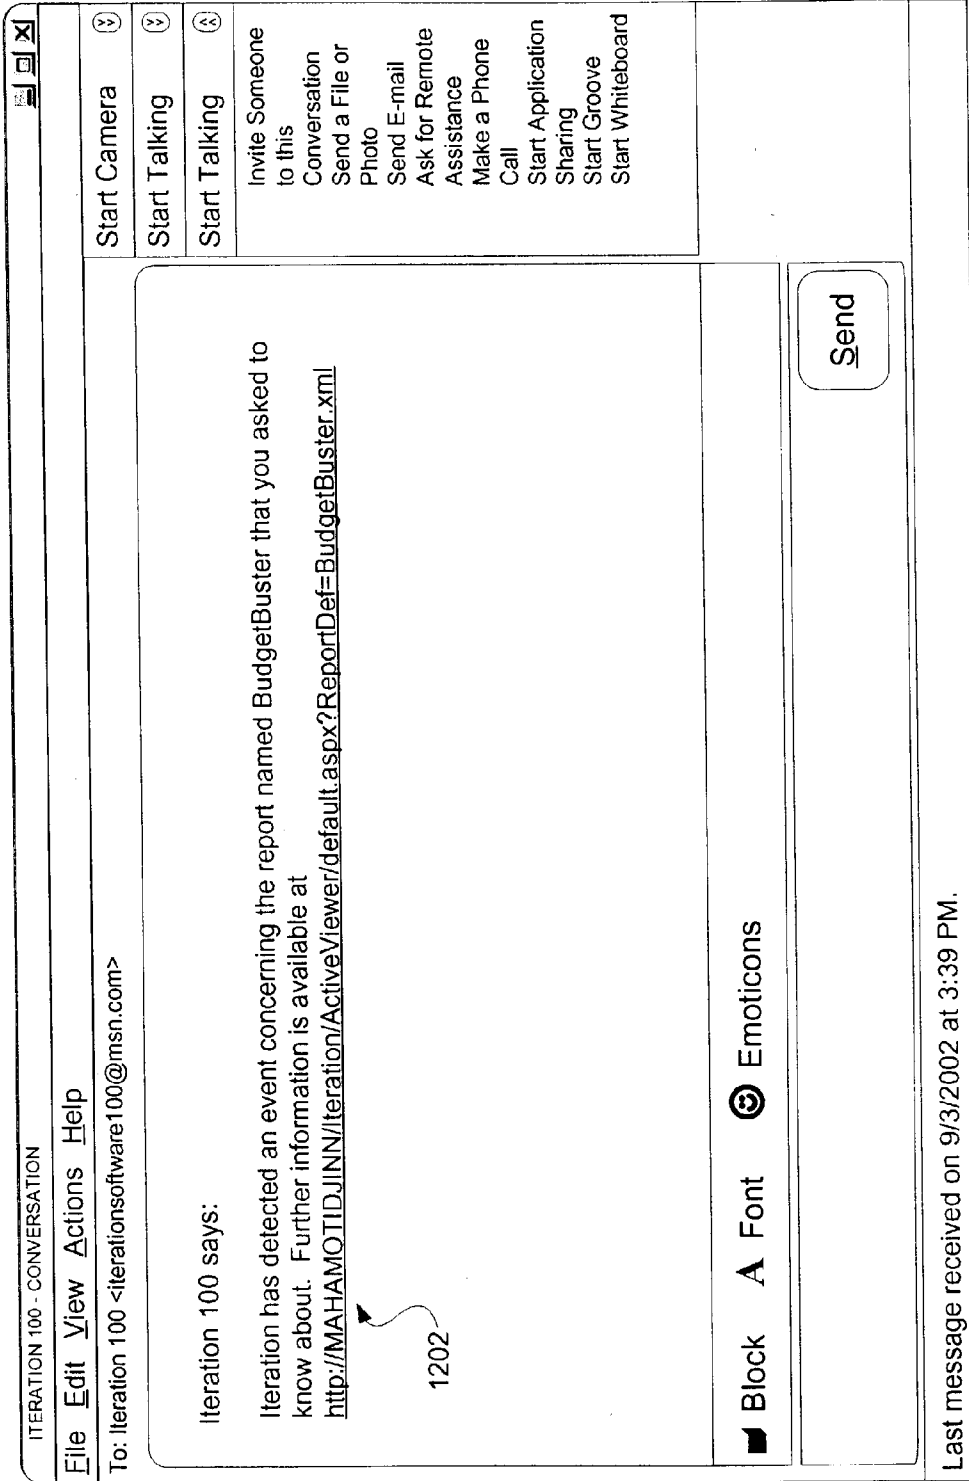 ITERATION 100 - CONVERSATION
File Edit View Actions Help
To: Iteration 100 <iterationsoftware100@msn.com>
Start Camera
Start Talking
Start Talking
Invite Someone
to this
Conversation
Send a File or
Photo
Send E-mail
Ask for Remote
Assistance
Make a Phone
Call
Start Application
Sharing
Start Groove
Start Whiteboard
Iteration 100 says:
Iteration has detected an event concerning the report named BudgetBuster that you asked to
know about. Further information is available at
http://MAHAMOTIDJINN/Iteration/ActiveViewer/default.aspx?ReportDef=BudgetBuster.xml
1202
Block A Font Emoticons
Send
Last message received on 9/3/2002 at 3:39 PM.